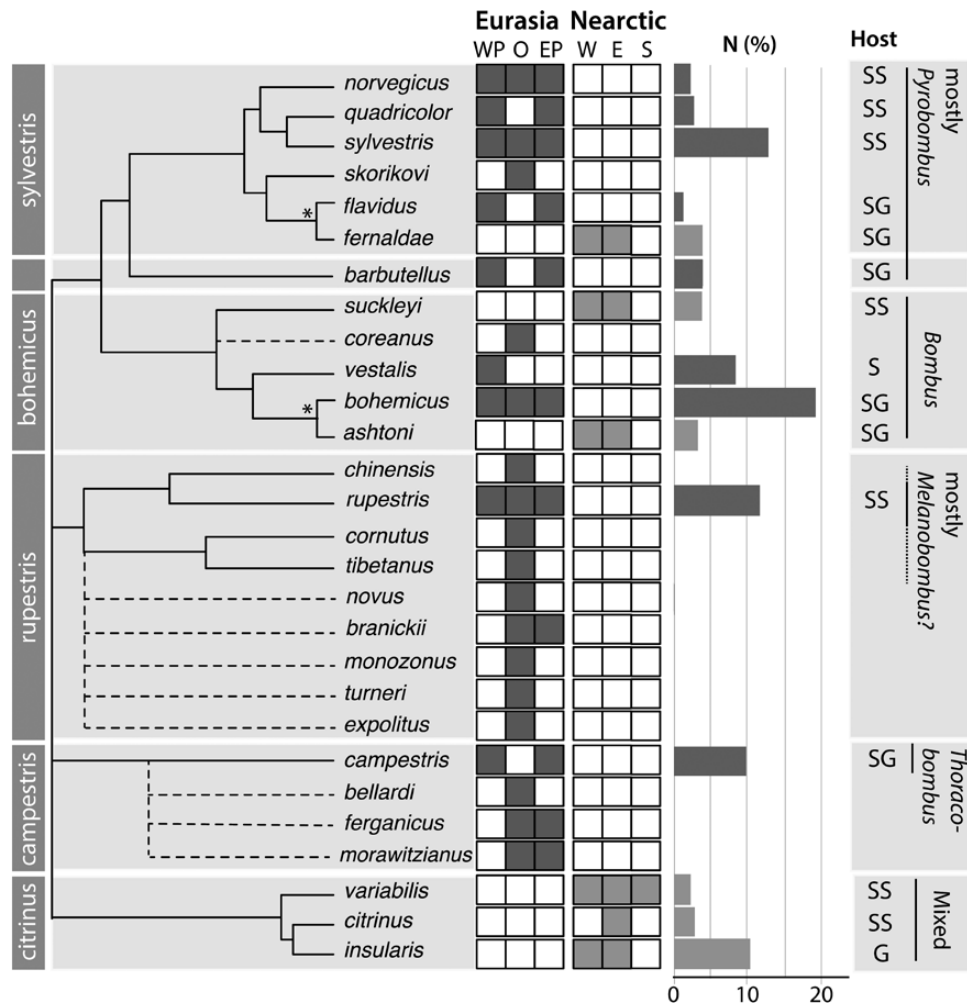 Eurasia Nearctic
WP O EP W E S N (%) Host
sylvestris
norvegicus SS
quadricolor SS
sylvestris SS
skorikovi
flavidus SG
* 
fernaldae SG
barbutellus SG
mostly
Pyrobombus
bohemicus
suckleyi SS
coreanus
vestalis S
bohemicus SG
*
ashtoni SG
Bombus
rupestris
chinensis
rupestris SS
cornutus
tibetanus
novus
branickii
monozonus
turneri
expolitus
mostly
Melanobombus?
campestris
campestris SG
bellardi
ferganicus
morawitzianus
Thoraco-
bombus
citrinus
variabilis SS
citrinus SS
insularis G
Mixed
0 10 20